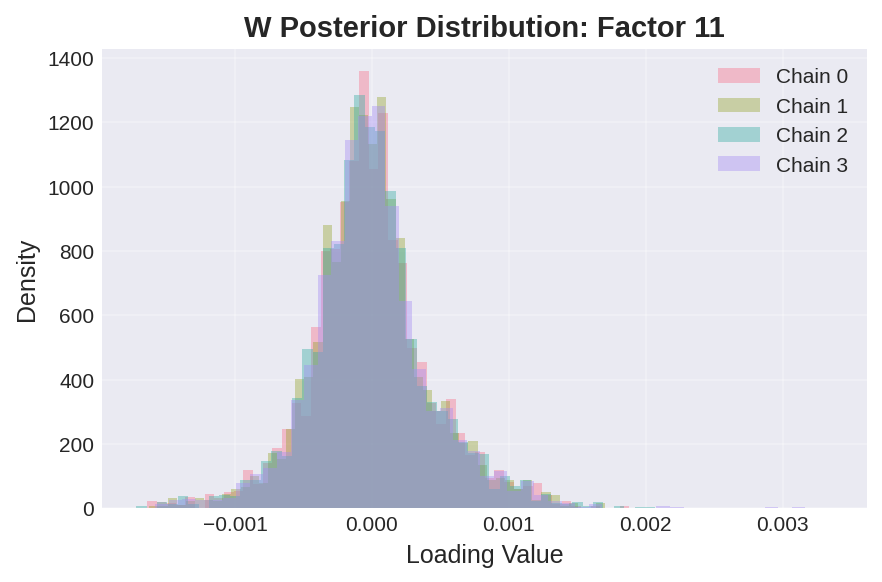 W Posterior Distribution: Factor 11
1400
1200
1000
800
600
400
200
0
Density
Chain 0
Chain 1
Chain 2
Chain 3
−0.001
0.000
0.001
0.002
0.003
Loading Value